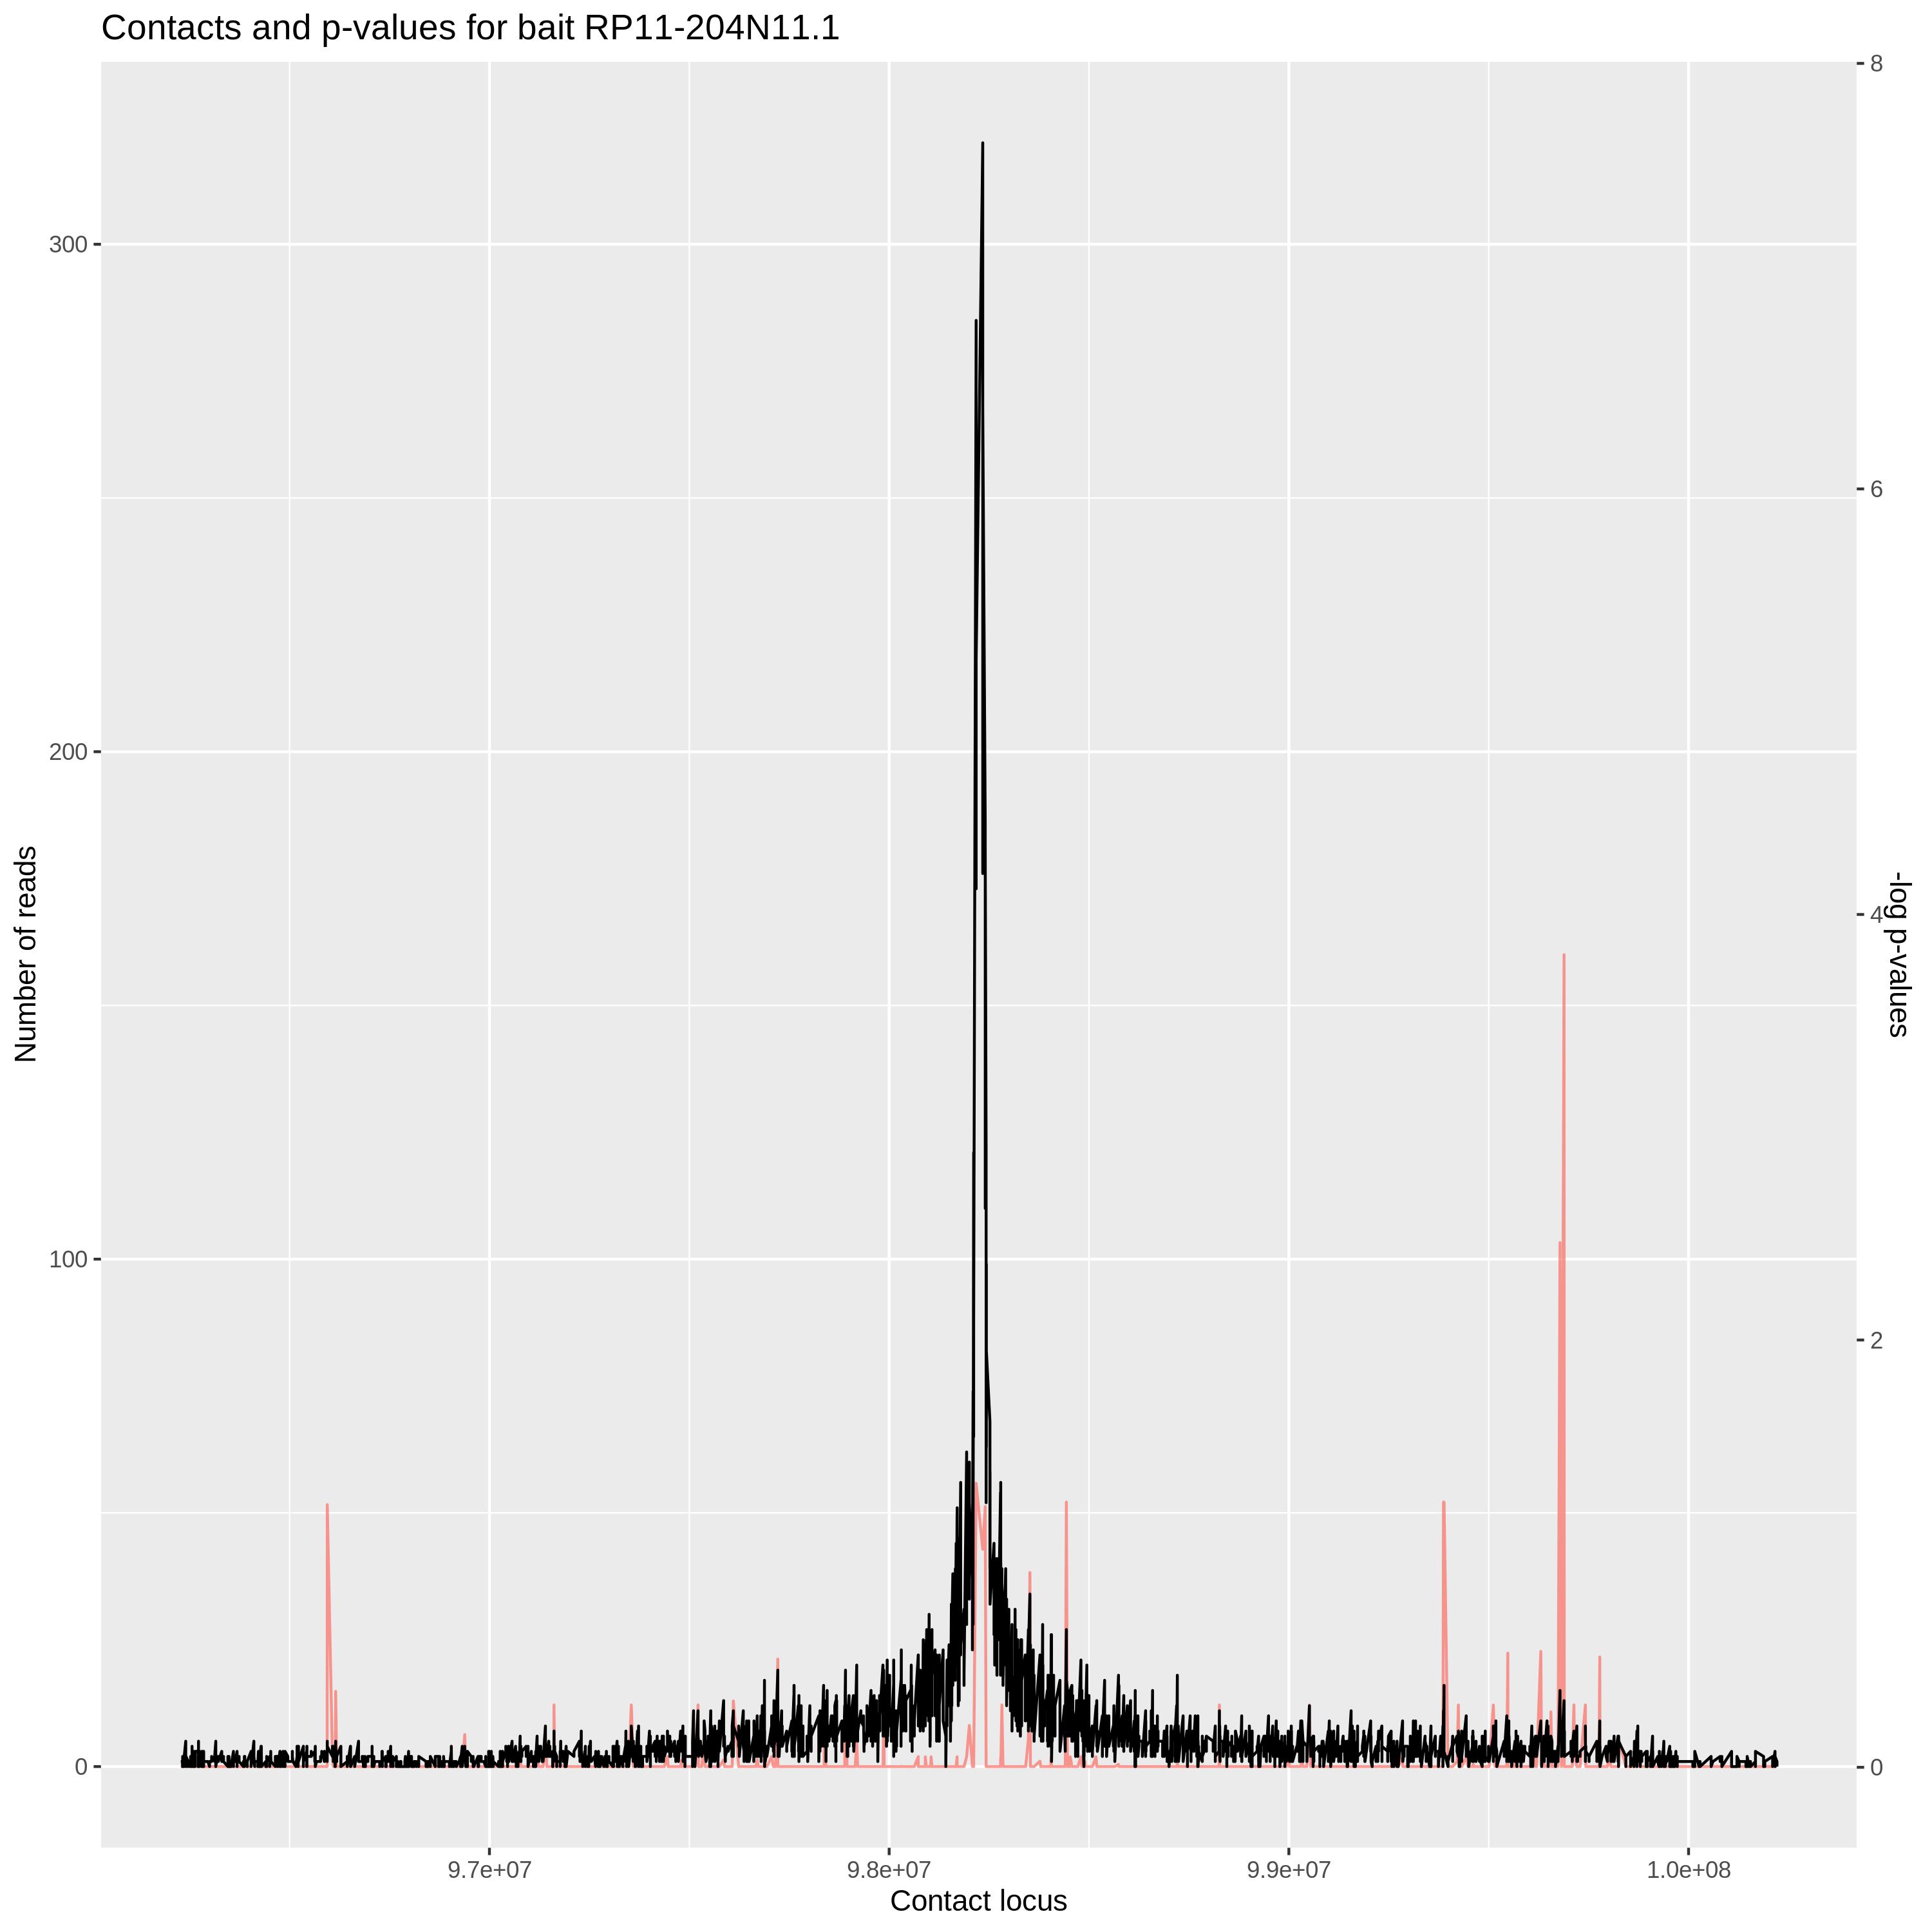 Contacts and p-values for bait RP11-204N11.1
8
300
6
200
4
100
2
0
0
Number of reads
-log p-values
9.7e+07
9.8e+07
9.9e+07
1.0e+08
Contact locus